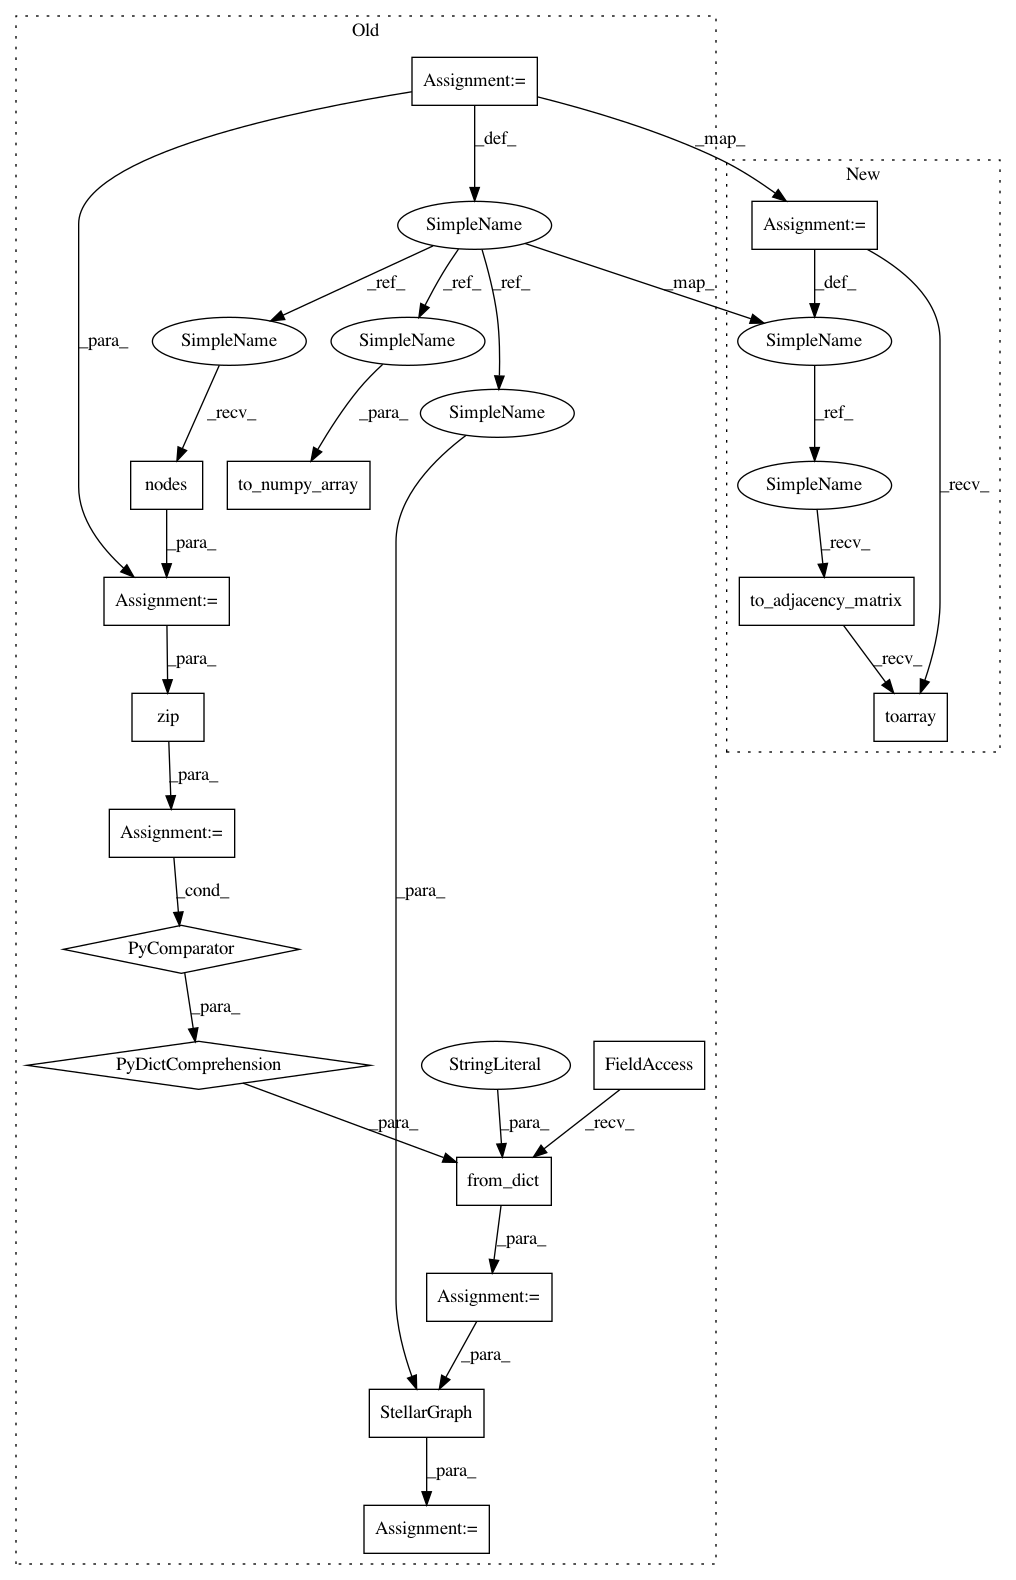 Old
Assignment:=
_def_
_map_
New
SimpleName
Assignment:=
_ref_
_ref_
_ref_
_map_
_def_
_para_
SimpleName
SimpleName
SimpleName
SimpleName
_recv_
_para_
_ref_
nodes
to_numpy_array
SimpleName
_recv_
_para_
_recv_
Assignment:=
to_adjacency_matrix
_para_
_recv_
zip
toarray
_para_
Assignment:=
_cond_
_para_
PyComparator
_para_
PyDictComprehension
StringLiteral
FieldAccess
_para_
_para_
_recv_
from_dict
_para_
Assignment:=
_para_
StellarGraph
_para_
Assignment:=